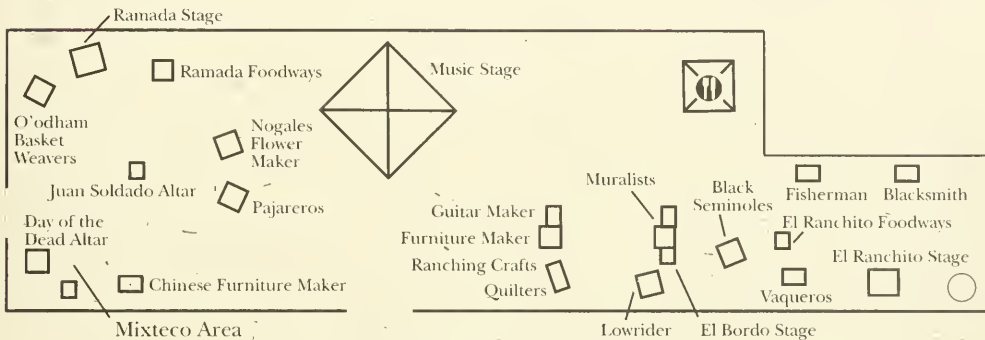 Ramada Stage
Ramada Foodways
Music Stage
O'odham
Basket
Weavers
Nogales
Flower
Maker
Juan Soldado Altar
Pajareros
Day of the
Dead Altar
Chinese Furniture Maker
Mixteco Area
Muralists
Black
Seminoles
Fisherman
Blacksmith
Guitar Maker
El Ranchito Foodways
Furniture Maker
El Ranchito Stage
Ranching Crafts
Quilters
Vaqueros
Lowrider
El Bordo Stage